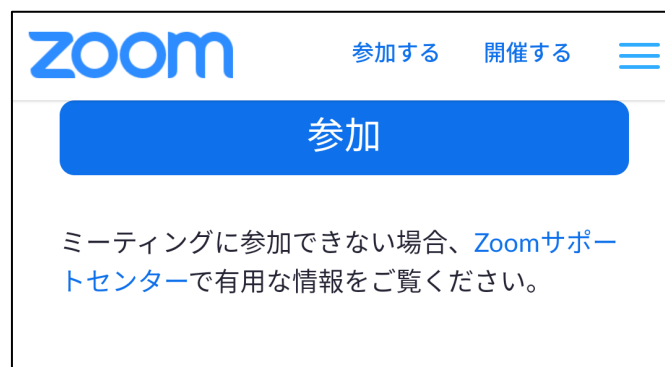 zoom 参加する 開催する
参加
ミーティングに参加できない場合、Zoomサポー
トセンターで有用な情報をご覧ください。